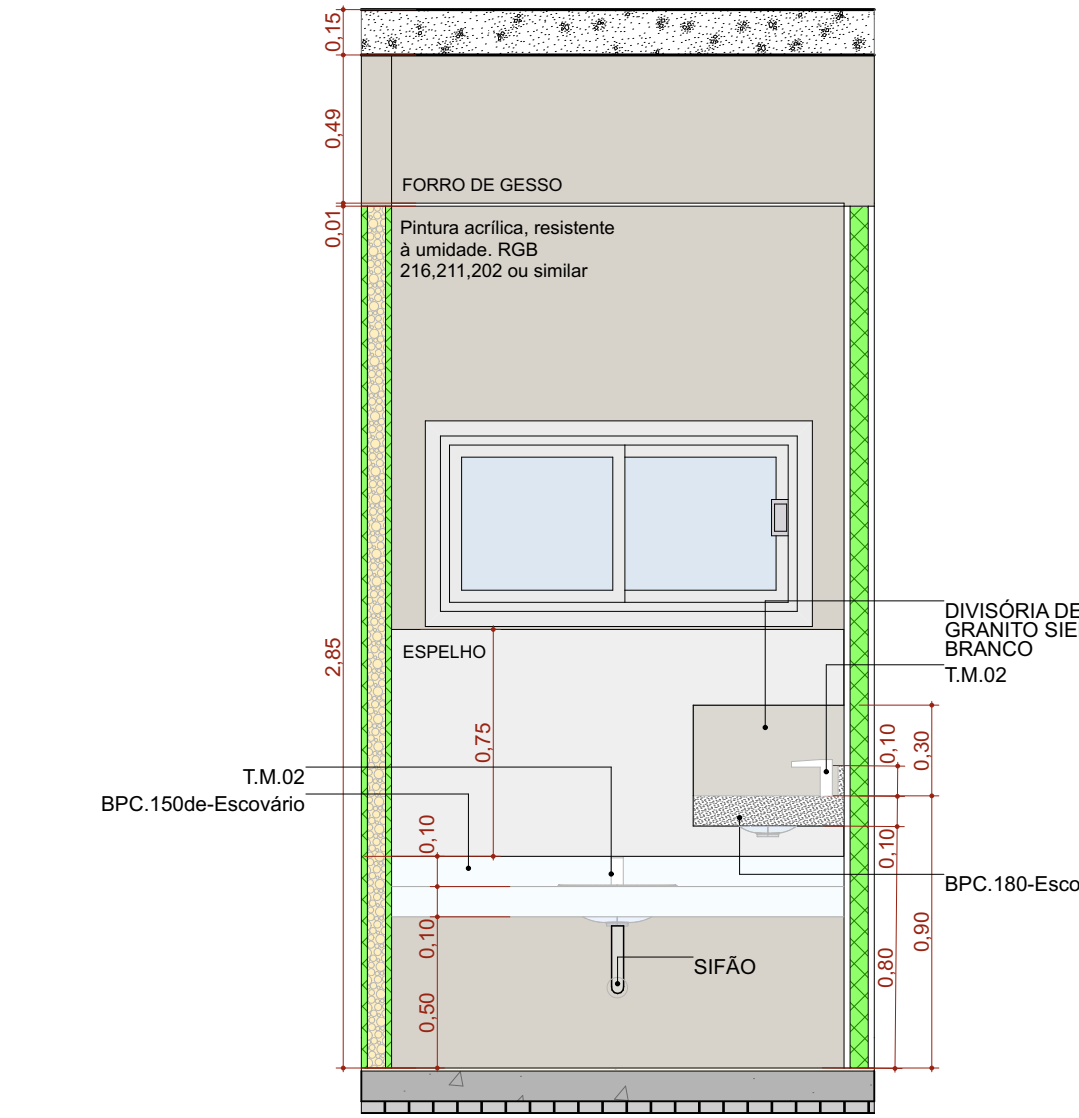 0,15
0,49
FORRO DE GESSO
0,01
Pintura acrílica, resistente
à umidade. RGB
216,211,202 ou similar
2,85
ESPELHO
0,75
DIVISÓRIA DE
GRANITO SIE
BRANCO
T.M.02
0,10
0,30
T.M.02
BPC.150de-Escovário
0,10
0,10
BPC.180-Esco
0,10
0,50
SIFÃO
0,80
0,90